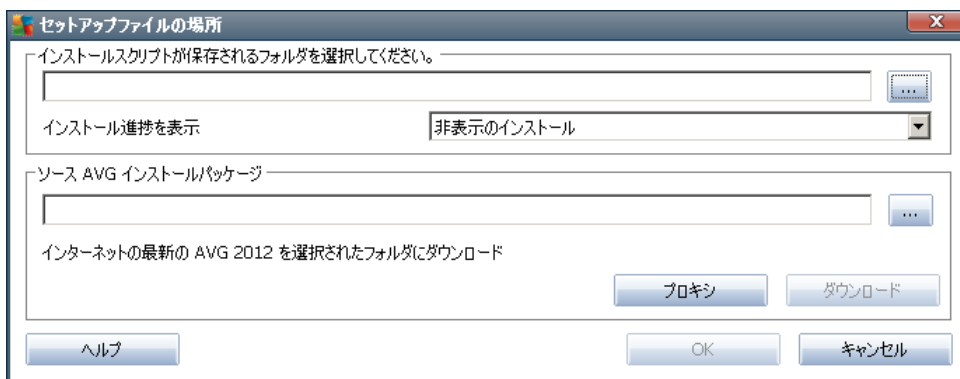 セットアップファイルの場所
インストールスクリプトが保存されるフォルダを選択してください。
...
インストール進捗を表示 非表示のインストール
ソース AVG インストールパッケージ
...
インターネットの最新の AVG 2012 を選択されたフォルダにダウンロード
プロキシ ダウンロード
ヘルプ OK キャンセル